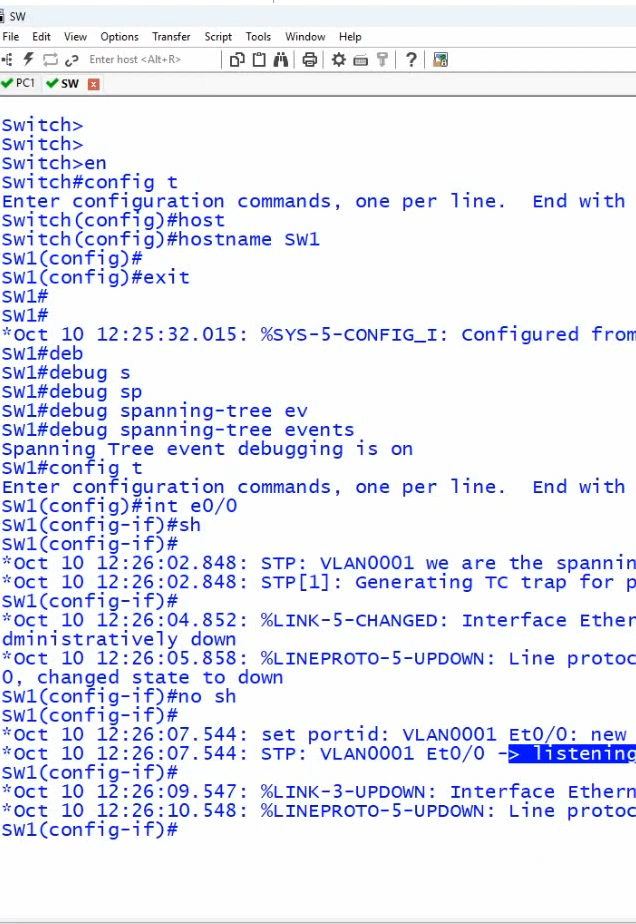 SW
File Edit View Options Transfer Script Tools Window Help
Enter host <Alt+R>
PC1 SW
Switch>
Switch>
Switch>en
Switch#config t
Enter configuration commands, one per line. End with
Switch(config)#host
Switch(config)#hostname SW1
SW1(config)#
SW1(config)#exit
SW1#
SW1#
*Oct 10 12:25:32.015: %SYS-5-CONFIG_I: Configured from
SW1#deb
SW1#debug s
SW1#debug sp
SW1#debug spanning-tree ev
SW1#debug spanning-tree events
Spanning Tree event debugging is on
SW1#config t
Enter configuration commands, one per line. End with
SW1(config)#int e0/0
SW1(config-if)#sh
SW1(config-if)#
*Oct 10 12:26:02.848: STP: VLAN0001 we are the spannin
*Oct 10 12:26:02.848: STP[1]: Generating TC trap for p
SW1(config-if)#
*Oct 10 12:26:04.852: %LINK-5-CHANGED: Interface Ether
dministratively down
*Oct 10 12:26:05.858: %LINEPROTO-5-UPDOWN: Line protoc
0, changed state to down
SW1(config-if)#no sh
SW1(config-if)#
*Oct 10 12:26:07.544: set portid: VLAN0001 Et0/0: new
*Oct 10 12:26:07.544: STP: VLAN0001 Et0/0 -> listening
SW1(config-if)#
*Oct 10 12:26:09.547: %LINK-3-UPDOWN: Interface Ethern
*Oct 10 12:26:10.548: %LINEPROTO-5-UPDOWN: Line protoc
SW1(config-if)#